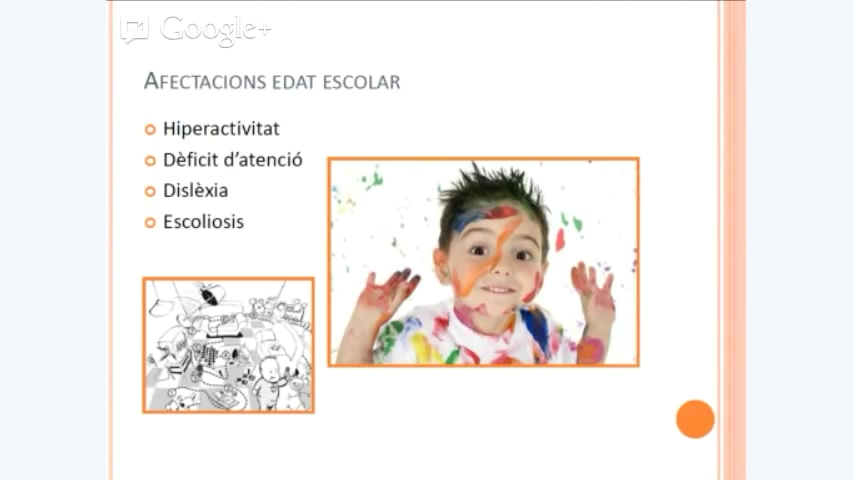 Google+
AFECTACIONS EDAT ESCOLAR
Hiperactivitat
Dèficit d'atenció
Dislèxia
Escoliosis